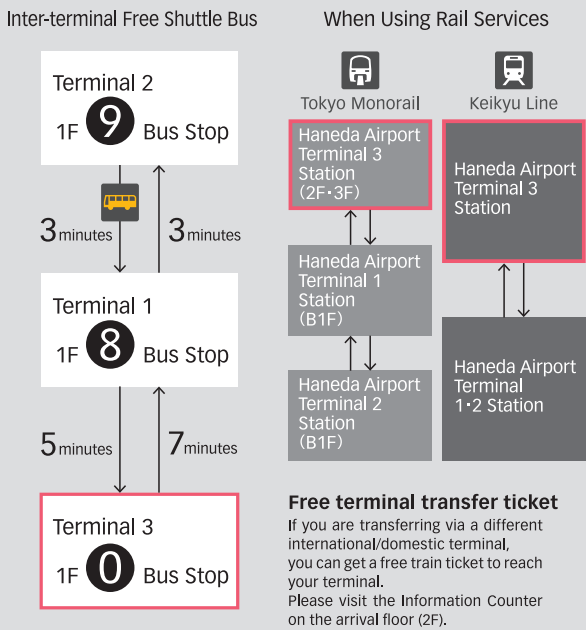 Inter-terminal Free Shuttle Bus
Terminal 2
1F 9 Bus Stop
3 minutes
3 minutes
Terminal 1
1F 8 Bus Stop
5 minutes
7 minutes
Terminal 3
1F 0 Bus Stop
When Using Rail Services
Tokyo Monorail
Haneda Airport
Terminal 3
Station
(2F・3F)
Haneda Airport
Terminal 1
Station
(B1F)
Haneda Airport
Terminal 2
Station
(B1F)
Keikyu Line
Haneda Airport
Terminal 3
Station
Haneda Airport
Terminal
1・2 Station
Free terminal transfer ticket
If you are transferring via a different
international/domestic terminal,
you can get a free train ticket to reach
your terminal.
Please visit the Information Counter
on the arrival floor (2F).